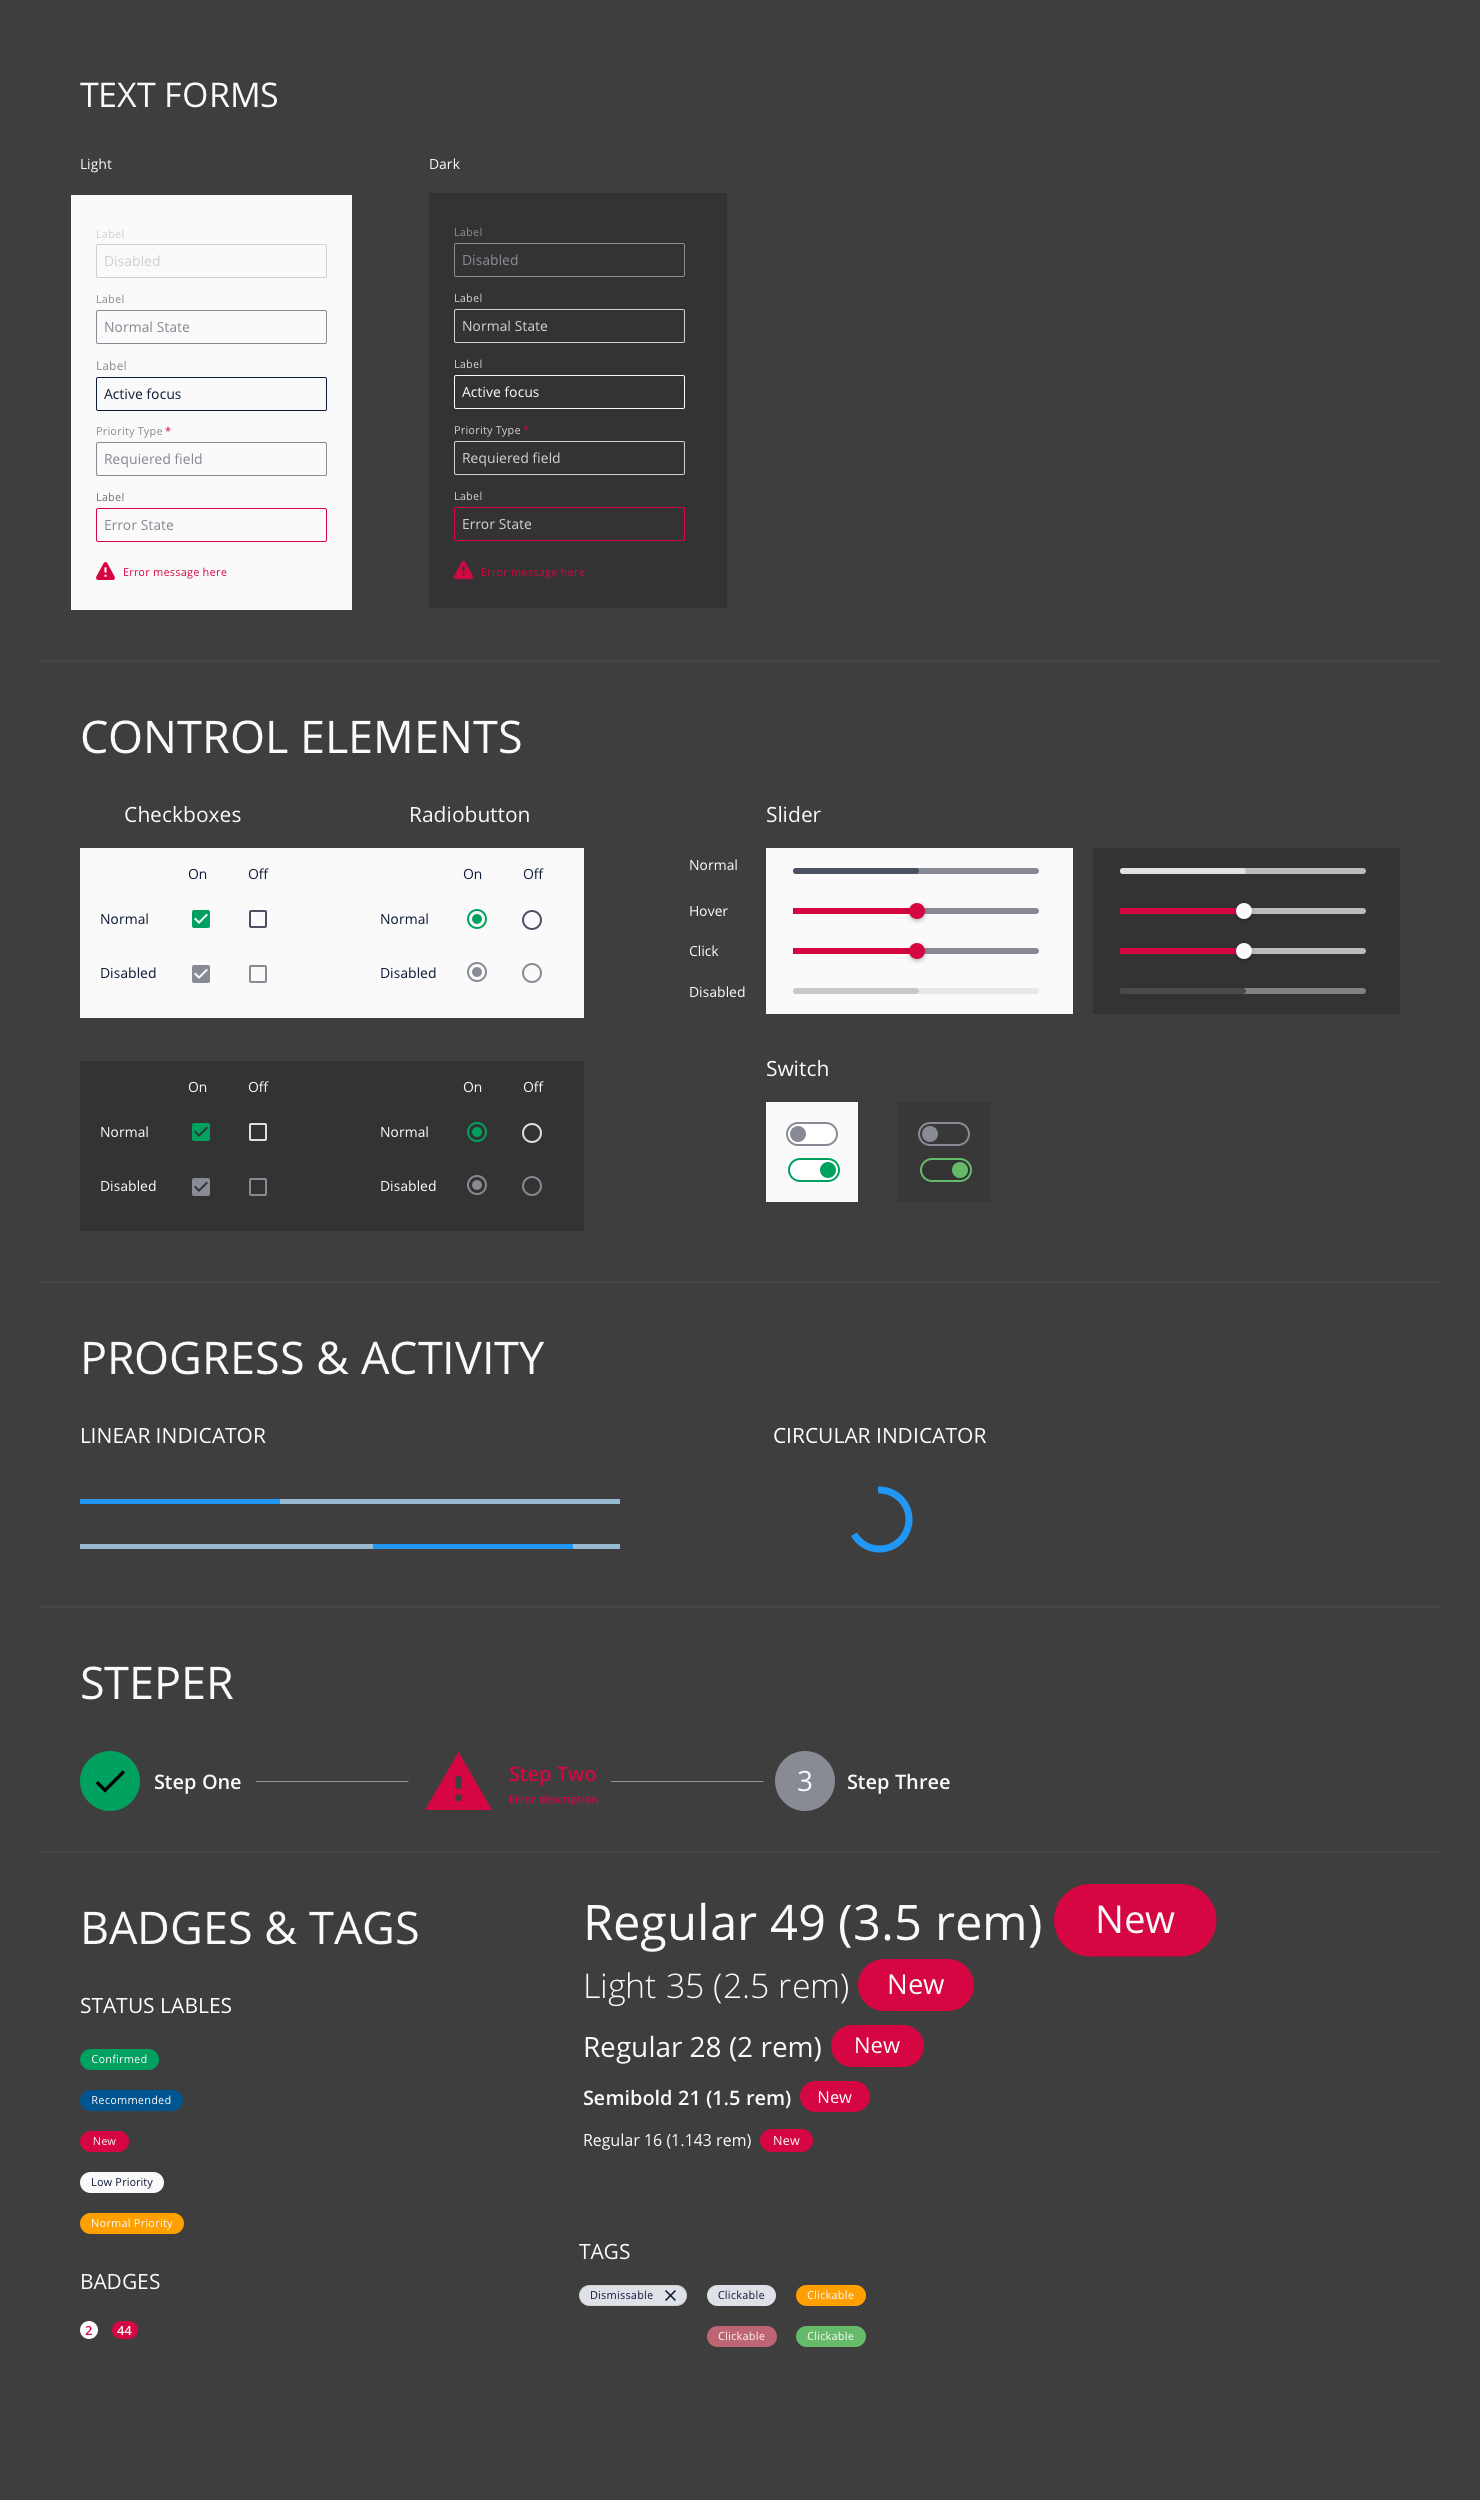 TEXT FORMS
Light
Label
Disabled
Label
Normal State
Label
Active focus
Priority Type *
Requiered field
Label
Error State
Error message here
Dark
Label
Disabled
Label
Normal State
Label
Active focus
Priority Type *
Requiered field
Label
Error State
Error message here
CONTROL ELEMENTS
Checkboxes Radiobutton
On Off On Off
Normal Normal
Disabled Disabled
On Off On Off
Normal Normal
Disabled Disabled
Slider
Normal
Hover
Click
Disabled
Switch
PROGRESS & ACTIVITY
LINEAR INDICATOR
CIRCULAR INDICATOR
STEPER
Step One
Step Two
Error description
3 Step Three
BADGES & TAGS
STATUS LABLES
Confirmed
Recommended
New
Low Priority
Normal Priority
BADGES
2 44
Regular 49 (3.5 rem) New
Light 35 (2.5 rem) New
Regular 28 (2 rem) New
Semibold 21 (1.5 rem) New
Regular 16 (1.143 rem) New
TAGS
Dismissable Clickable Clickable
Clickable Clickable